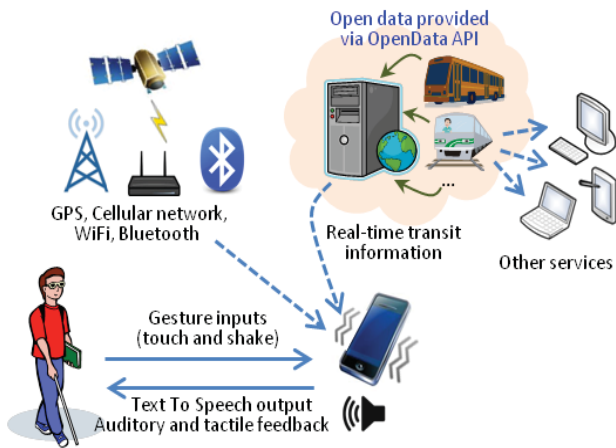 Open data provided
via OpenData API
...
GPS, Cellular network,
WiFi, Bluetooth
Real-time transit
information
Other services
Gesture inputs
(touch and shake)
Text To Speech output
Auditory and tactile feedback